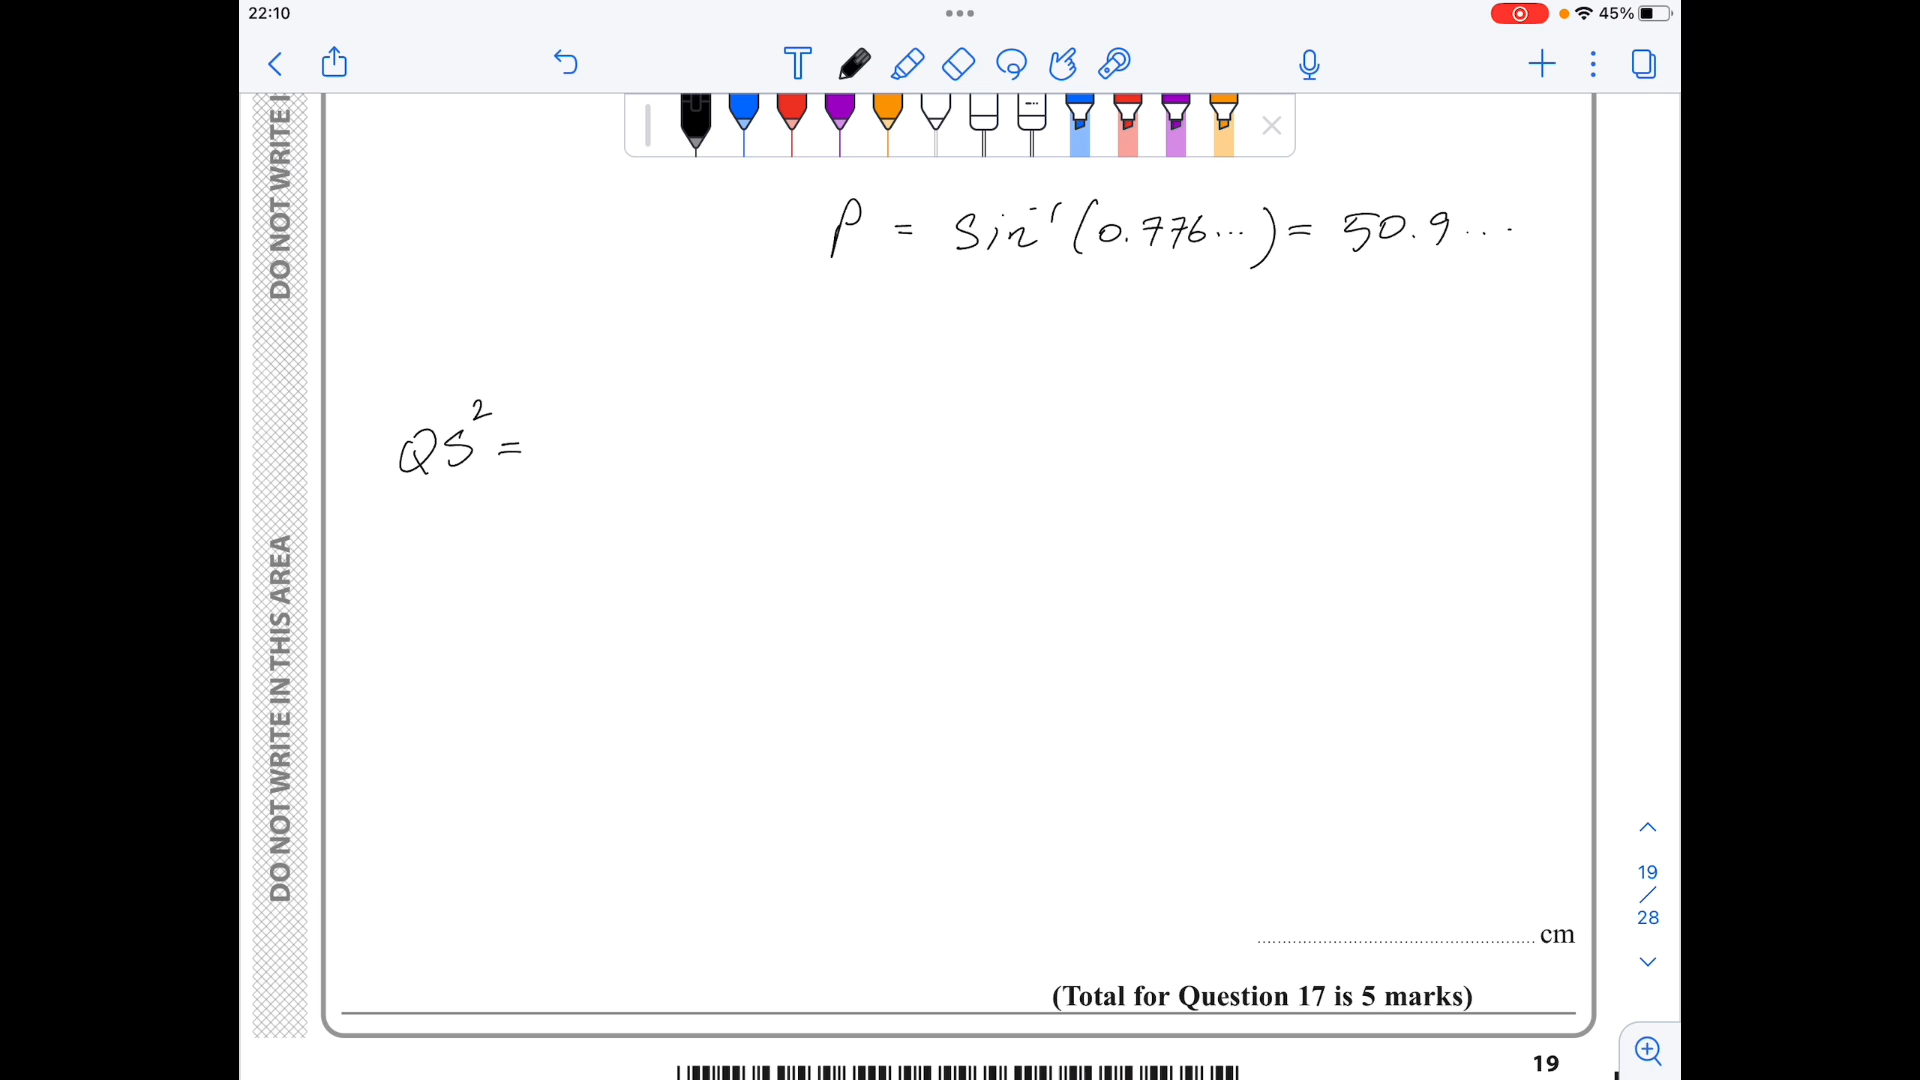 22:10
45%
DO NOT WRITE I
P = sin⁻¹(0.776...) = 50.9...
QS² =
DO NOT WRITE IN THIS AREA
19
/
28
cm
(Total for Question 17 is 5 marks)
19